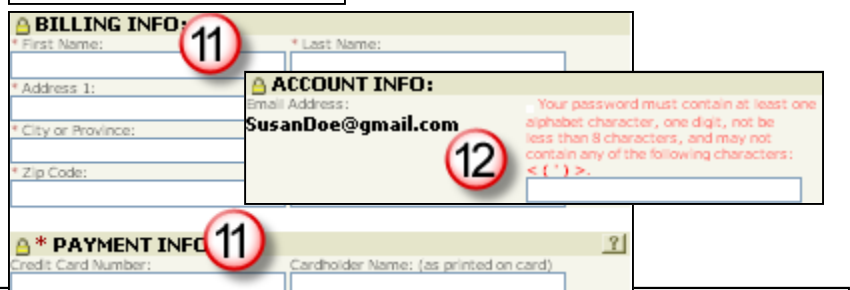 BILLING INFO:
11
* First Name:
* Last Name:
* Address 1:
* City or Province:
* Zip Code:
ACCOUNT INFO:
Email Address:
SusanDoe@gmail.com
12
Your password must contain at least one
alphabet character, one digit, not be
less than 8 characters, and may not
contain any of the following characters:
< ( ' ) >.
* PAYMENT INFO
11
?
Credit Card Number:
Cardholder Name: (as printed on card)